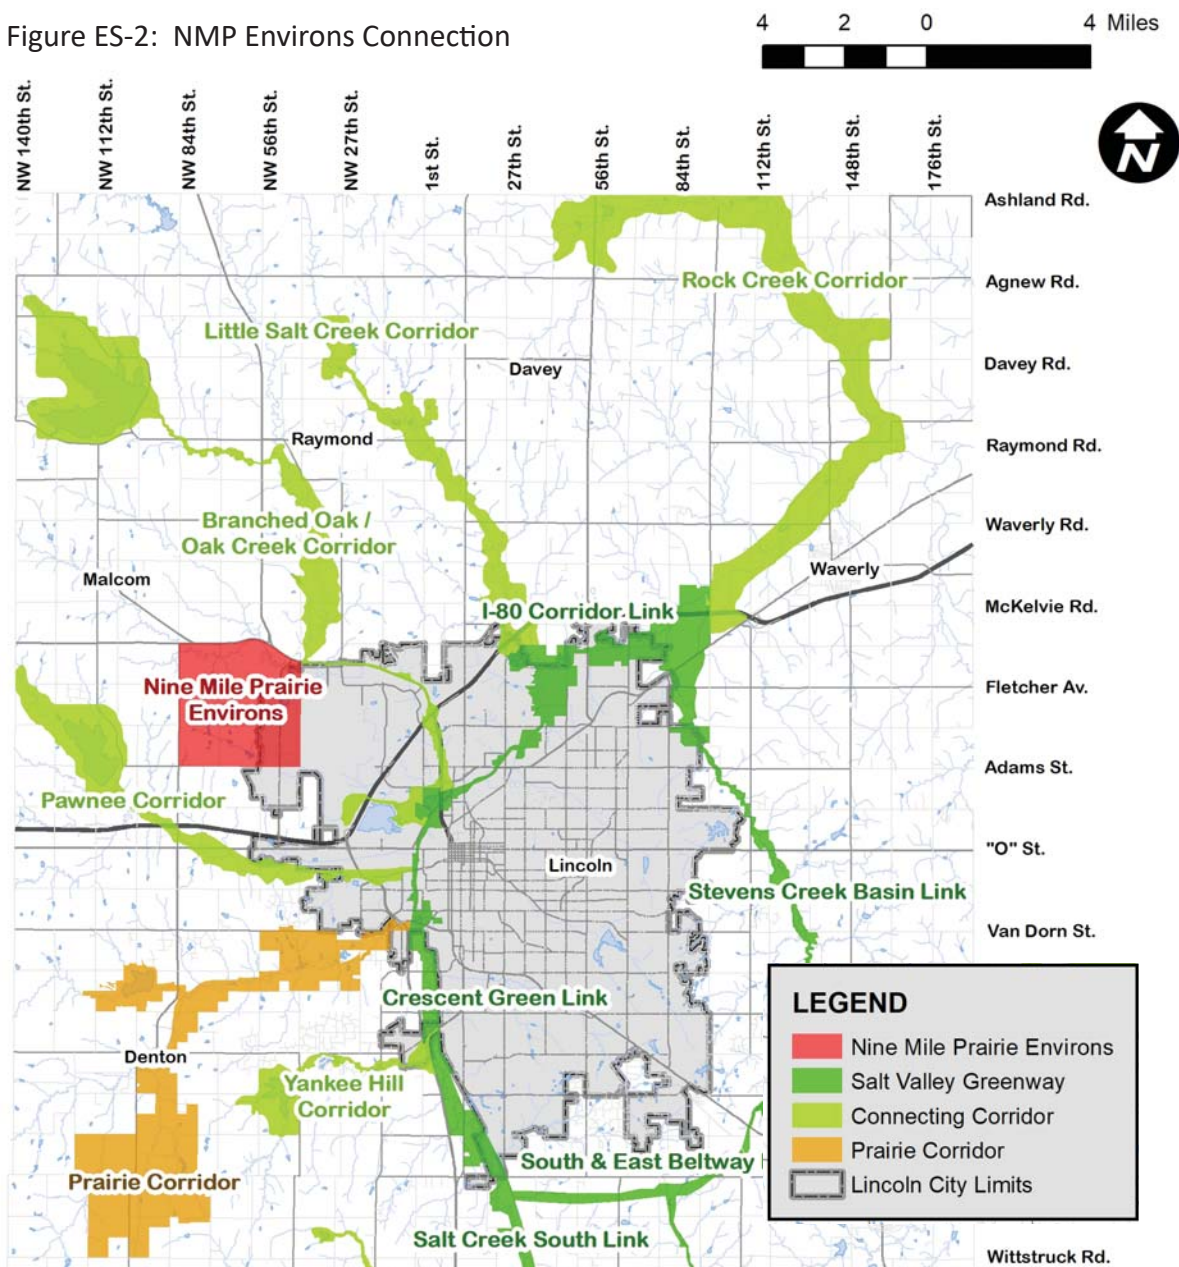 Figure ES-2: NMP Environs Connection
4 2 0 4 Miles
NW 140th St.
NW 112th St.
NW 84th St.
NW 56th St.
NW 27th St.
1st St.
27th St.
56th St.
84th St.
112th St.
148th St.
176th St.
N
Ashland Rd.
Rock Creek Corridor
Agnew Rd.
Little Salt Creek Corridor
Davey
Davey Rd.
Raymond
Raymond Rd.
Branched Oak /
Oak Creek Corridor
Waverly Rd.
Malcom
Waverly
I-80 Corridor Link
McKelvie Rd.
Nine Mile Prairie
Environs
Fletcher Av.
Adams St.
Pawnee Corridor
"O" St.
Lincoln
Stevens Creek Basin Link
Van Dorn St.
Crescent Green Link
Denton
Yankee Hill
Corridor
South & East Beltway
Prairie Corridor
Salt Creek South Link
LEGEND
Nine Mile Prairie Environs
Salt Valley Greenway
Connecting Corridor
Prairie Corridor
Lincoln City Limits
Wittstruck Rd.